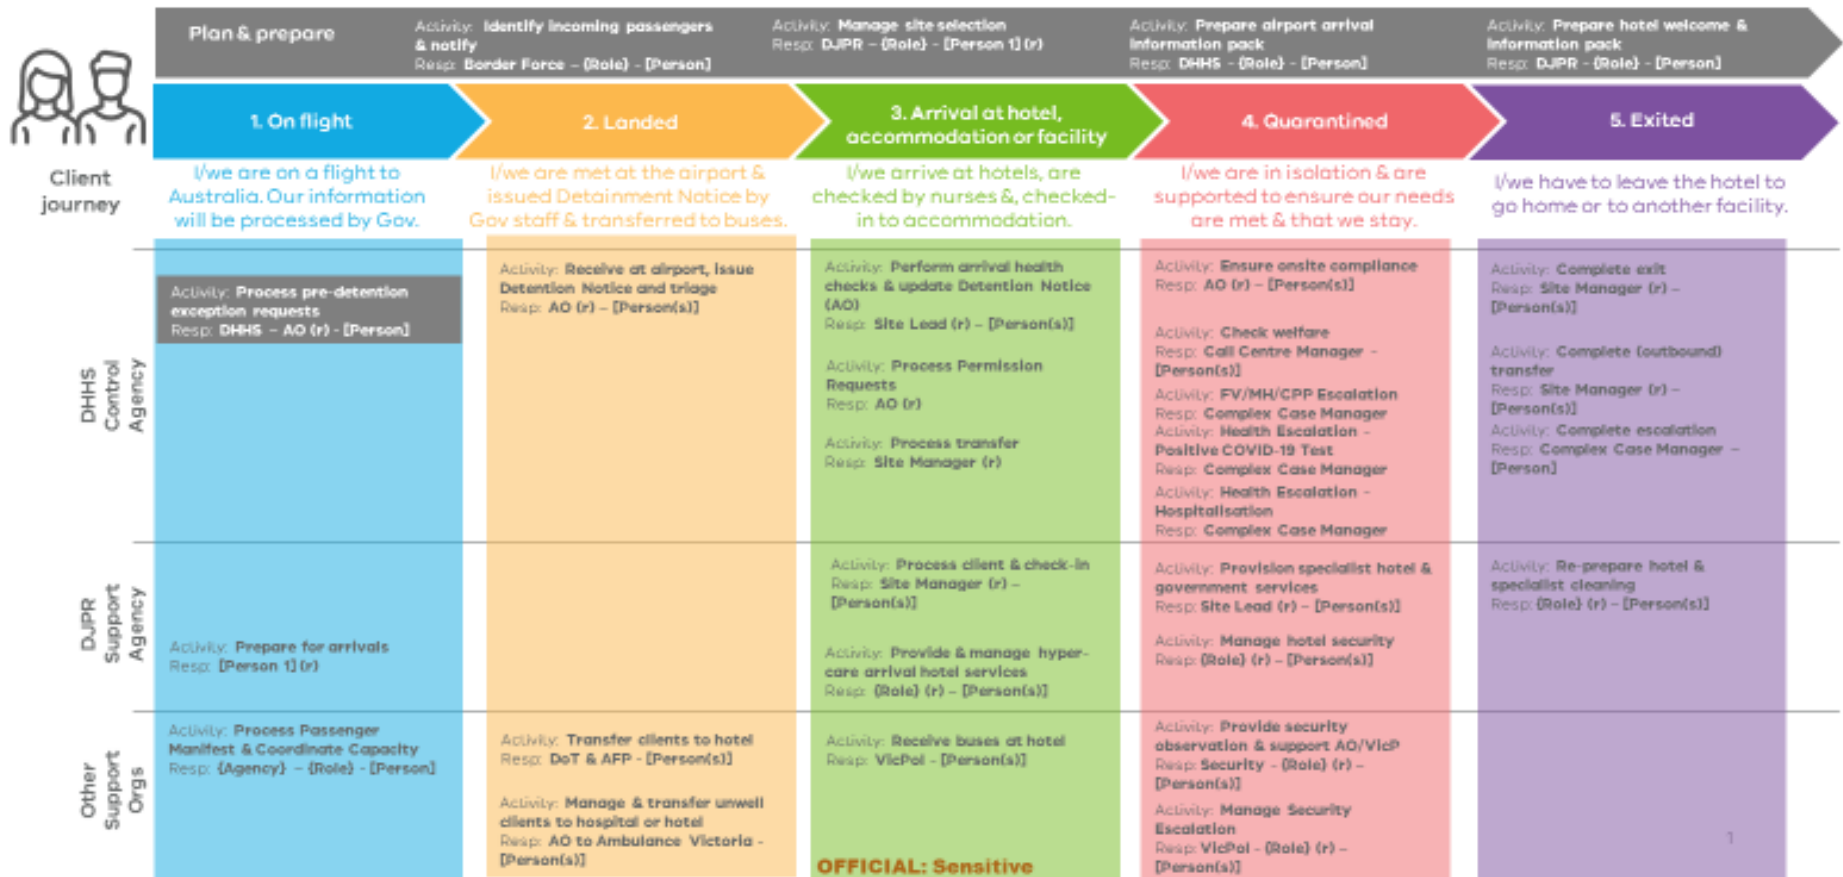 Plan & prepare
Activity: Identify incoming passengers
& notify
Resp: Border Force – {Role} - [Person]
Activity: Manage site selection
Resp: DJPR – {Role} - [Person 1] (r)
Activity: Prepare airport arrival
information pack
Resp: DHHS - {Role} - [Person]
Activity: Prepare hotel welcome &
information pack
Resp: DJPR - {Role} - [Person]
Client
journey
1. On flight
2. Landed
3. Arrival at hotel,
accommodation or facility
4. Quarantined
5. Exited
I/we are on a flight to
Australia. Our information
will be processed by Gov.
I/we are met at the airport &
issued Detainment Notice by
Gov staff & transferred to buses.
I/we arrive at hotels, are
checked by nurses &, checked-
in to accommodation.
I/we are in isolation & are
supported to ensure our needs
are met & that we stay.
I/we have to leave the hotel to
go home or to another facility.
DHHS
Control
Agency
Activity: Process pre-detention
exception requests
Resp: DHHS – AO (r) - [Person]
Activity: Receive at airport, issue
Detention Notice and triage
Resp: AO (r) – [Person(s)]
Activity: Perform arrival health
checks & update Detention Notice
(AO)
Resp: Site Lead (r) – [Person(s)]
Activity: Process Permission
Requests
Resp: AO (r)
Activity: Process transfer
Resp: Site Manager (r)
Activity: Ensure onsite compliance
Resp: AO (r) – [Person(s)]
Activity: Check welfare
Resp: Call Centre Manager –
[Person(s)]
Activity: FV/MH/CPP Escalation
Resp: Complex Case Manager
Activity: Health Escalation –
Positive COVID-19 Test
Resp: Complex Case Manager
Activity: Health Escalation –
Hospitalisation
Resp: Complex Case Manager
Activity: Complete exit
Resp: Site Manager (r) –
[Person(s)]
Activity: Complete (outbound)
transfer
Resp: Site Manager (r) –
[Person(s)]
Activity: Complete escalation
Resp: Complex Case Manager –
[Person]
DJPR
Support
Agency
Activity: Prepare for arrivals
Resp: [Person 1] (r)
Activity: Process client & check-in
Resp: Site Manager (r) –
[Person(s)]
Activity: Provide & manage hyper-
care arrival hotel services
Resp: {Role} (r) – [Person(s)]
Activity: Provision specialist hotel &
government services
Resp: Site Lead (r) – [Person(s)]
Activity: Manage hotel security
Resp: {Role} (r) – [Person(s)]
Activity: Re-prepare hotel &
specialist cleaning
Resp: {Role} (r) – [Person(s)]
Other
Support
Orgs
Activity: Process Passenger
Manifest & Coordinate Capacity
Resp: {Agency} – {Role} - [Person]
Activity: Transfer clients to hotel
Resp: DoT & AFP - [Person(s)]
Activity: Manage & transfer unwell
clients to hospital or hotel
Resp: AO to Ambulance Victoria -
[Person(s)]
Activity: Receive buses at hotel
Resp: VicPol - [Person(s)]
Activity: Provide security
observation & support AO/VicP
Resp: Security - {Role} (r) –
[Person(s)]
Activity: Manage Security
Escalation
Resp: VicPol - {Role} (r) –
[Person(s)]
1
OFFICIAL: Sensitive